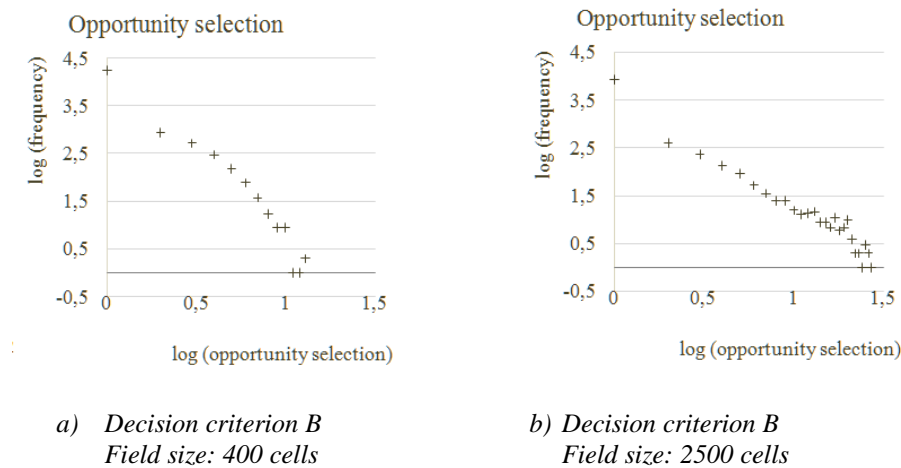 Opportunity selection
log (frequency)
4,5
3,5
2,5
1,5
0,5
-0,5
0
0,5
1
1,5
log (opportunity selection)
a) Decision criterion B
Field size: 400 cells
Opportunity selection
log (frequency)
4,5
3,5
2,5
1,5
0,5
-0,5
0
0,5
1
1,5
log (opportunity selection)
b) Decision criterion B
Field size: 2500 cells